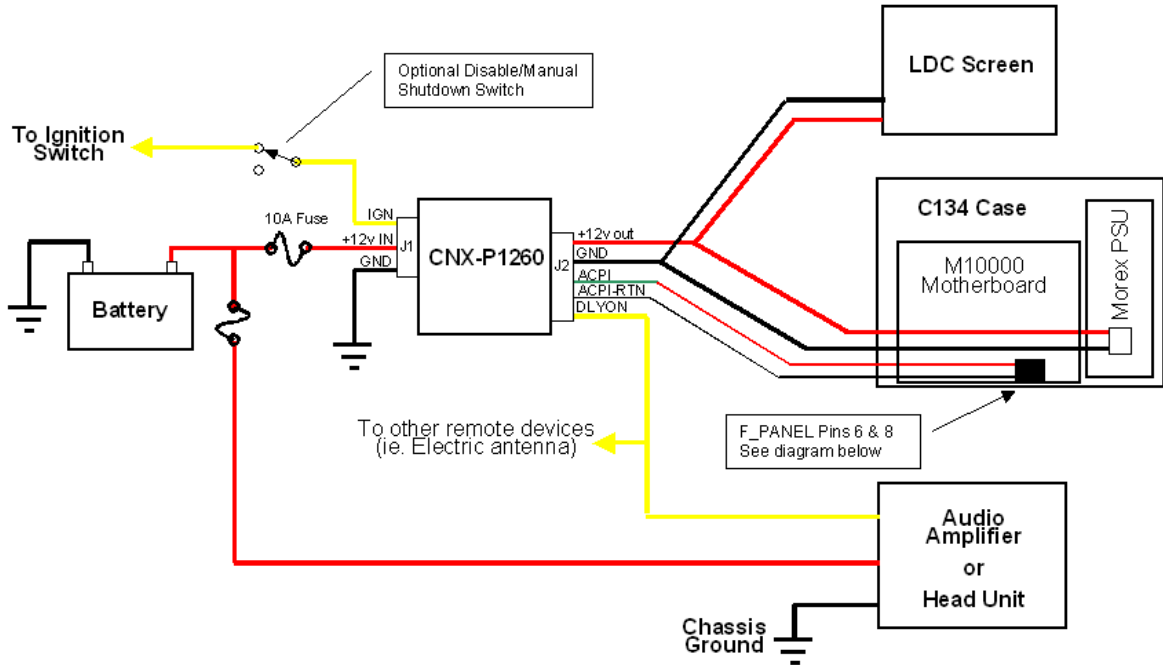 Optional Disable/Manual
Shutdown Switch
LDC Screen
To Ignition
Switch
10A Fuse
IGN
+12v IN
GND
J1
CNX-P1260
J2
+12v out
GND
ACPI
ACPI-RTN
DLYON
C134 Case
M10000
Motherboard
Morex PSU
Battery
To other remote devices
(ie. Electric antenna)
F_PANEL Pins 6 & 8
See diagram below
Audio
Amplifier
or
Head Unit
Chassis
Ground